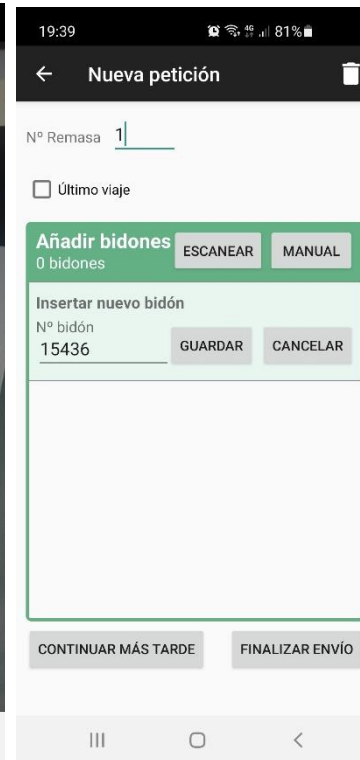 19:39 4G 81%
Nueva petición
Nº Remasa 1
Último viaje
Añadir bidones
0 bidones
ESCANEAR MANUAL
Insertar nuevo bidón
Nº bidón
15436 GUARDAR CANCELAR
CONTINUAR MÁS TARDE FINALIZAR ENVÍO